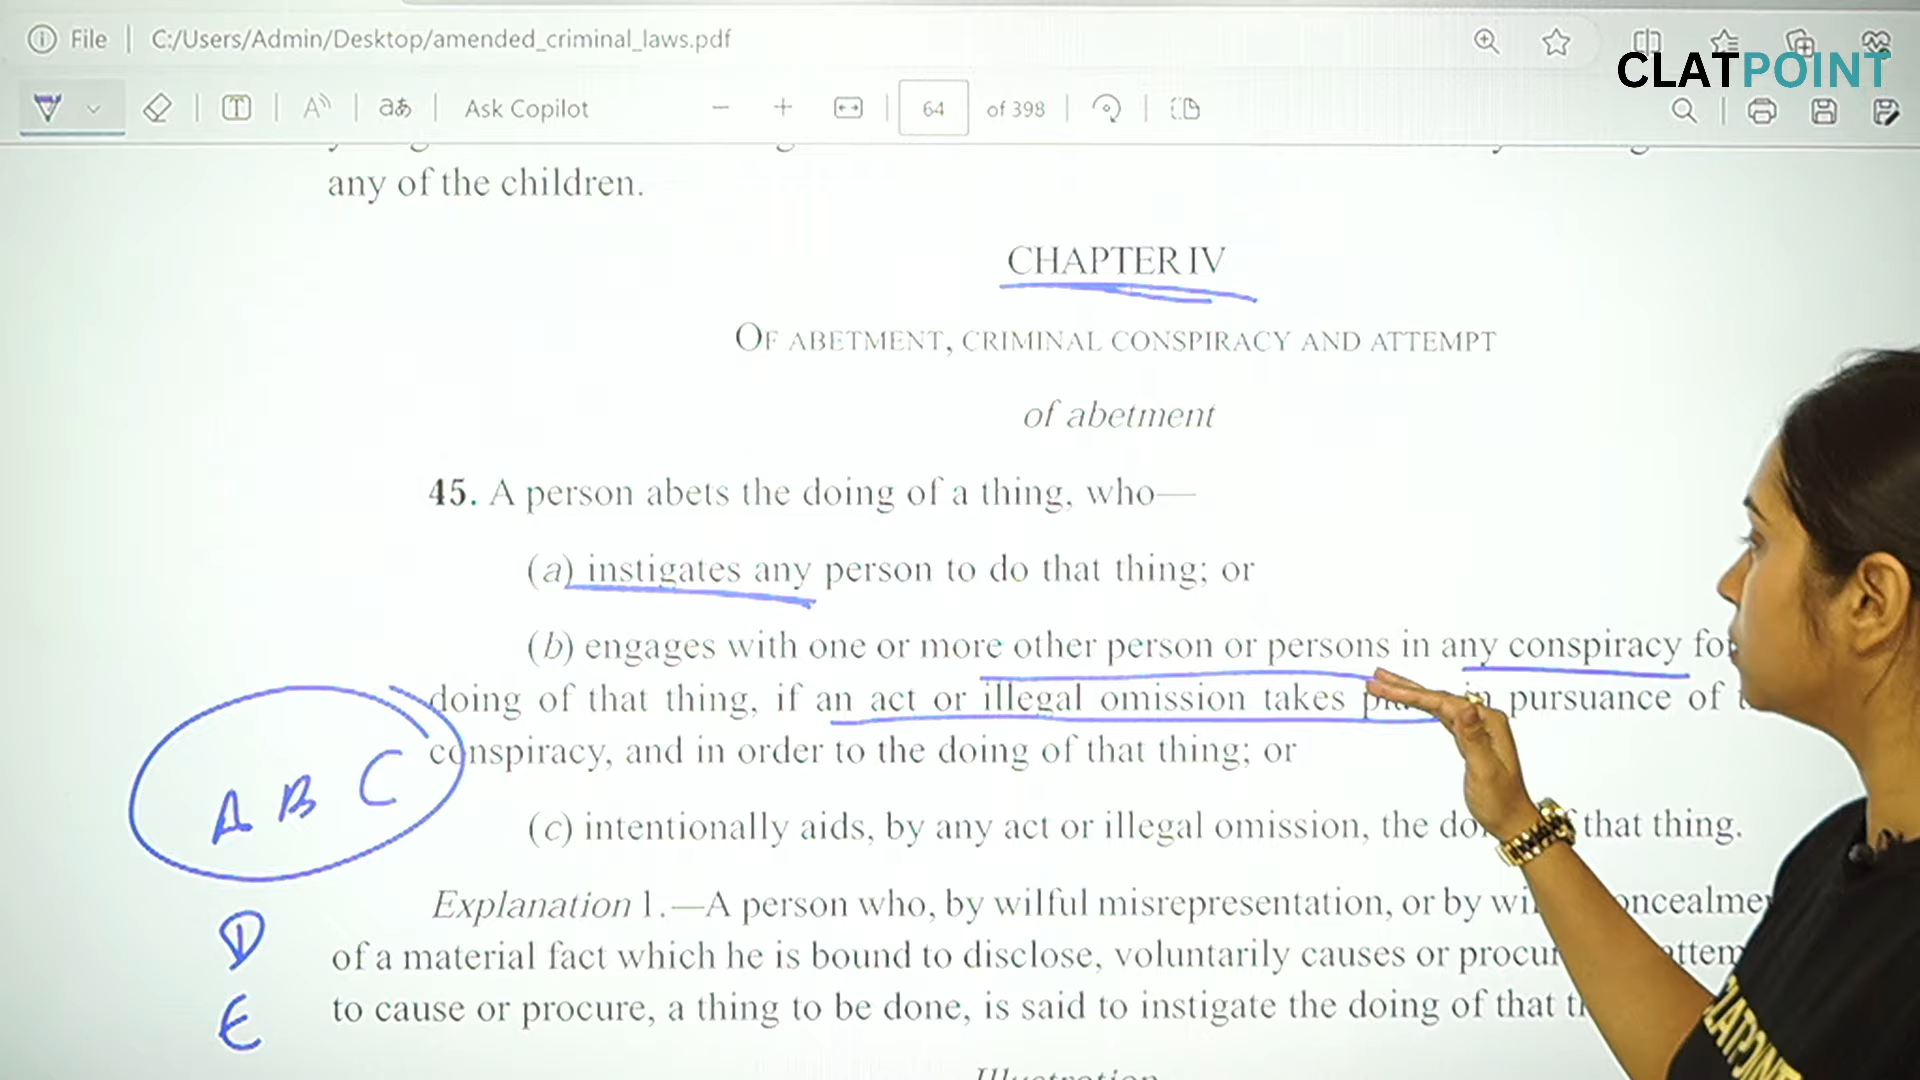 File | C:/Users/Admin/Desktop/amended_criminal_laws.pdf
CLATPOINT
T A aあ Ask Copilot 64 of 398
any of the children.
CHAPTER IV
OF ABETMENT, CRIMINAL CONSPIRACY AND ATTEMPT
of abetment
45. A person abets the doing of a thing, who—
(a) instigates any person to do that thing; or
(b) engages with one or more other person or persons in any conspiracy
doing of that thing, if an act or illegal omission takes pursuance of
conspiracy, and in order to the doing of that thing; or
A B C
(c) intentionally aids, by any act or illegal omission, the that thing.
Explanation 1.—A person who, by wilful misrepresentation, or by
D
of a material fact which he is bound to disclose, voluntarily causes or
to cause or procure, a thing to be done, is said to instigate the doing of that
E
CLATPOINT